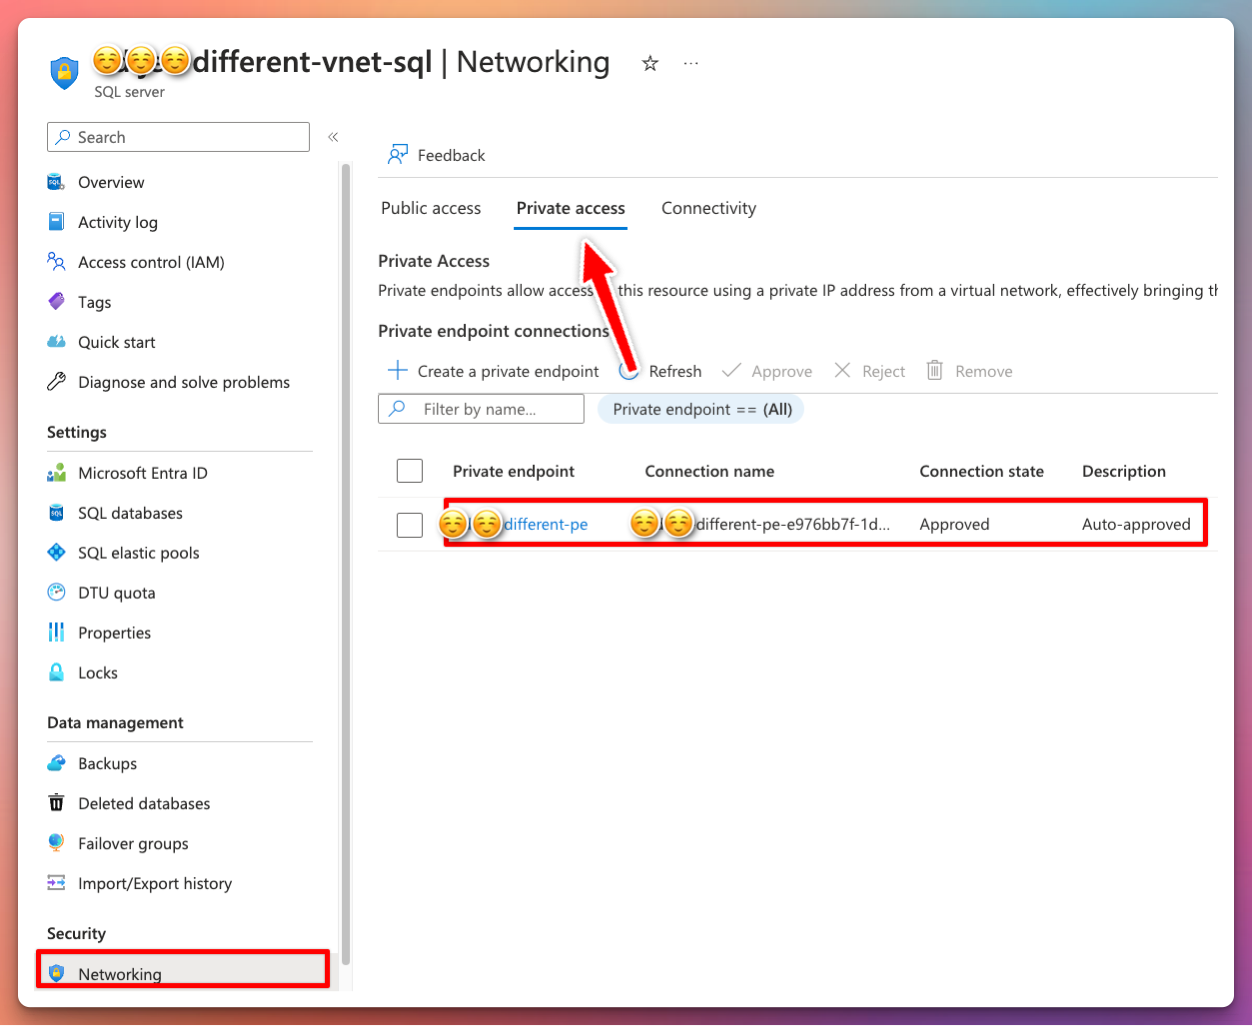 different-vnet-sql | Networking
SQL server
Search
Overview
Activity log
Access control (IAM)
Tags
Quick start
Diagnose and solve problems
Settings
Microsoft Entra ID
SQL databases
SQL elastic pools
DTU quota
Properties
Locks
Data management
Backups
Deleted databases
Failover groups
Import/Export history
Security
Networking
Feedback
Public access Private access Connectivity
Private Access
Private endpoints allow access this resource using a private IP address from a virtual network, effectively bringing
Private endpoint connections
Create a private endpoint Refresh Approve Reject Remove
Filter by name... Private endpoint == (All)
Private endpoint Connection name Connection state Description
different-pe different-pe-e976bb7f-1d... Approved Auto-approved